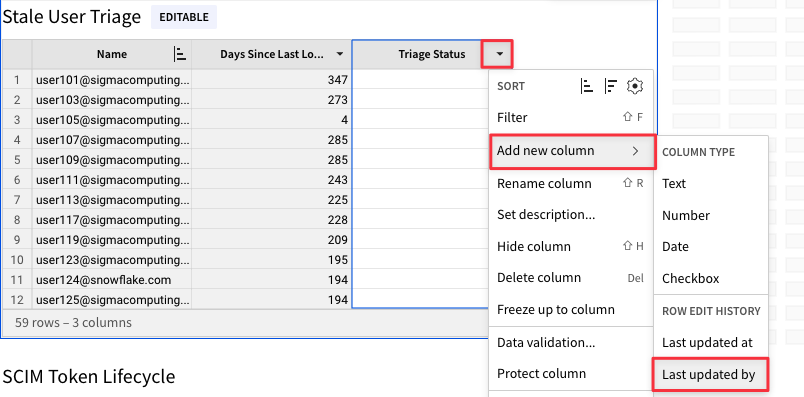 Stale User Triage EDITABLE
Name Days Since Last Lo... Triage Status
1 user101@sigmacomputing... 347
2 user103@sigmacomputing... 273
3 user105@sigmacomputing... 4
4 user107@sigmacomputing... 285
5 user109@sigmacomputing... 285
6 user111@sigmacomputing... 243
7 user113@sigmacomputing... 225
8 user117@sigmacomputing... 228
9 user119@sigmacomputing... 209
10 user123@sigmacomputing... 195
11 user124@snowflake.com 194
12 user125@sigmacomputing... 194
59 rows – 3 columns
SORT
Filter ⇧ F
Add new column
Rename column ⇧ R
Set description...
Hide column ⇧ H
Delete column Del
Freeze up to column
Data validation...
Protect column
COLUMN TYPE
Text
Number
Date
Checkbox
ROW EDIT HISTORY
Last updated at
Last updated by
SCIM Token Lifecycle